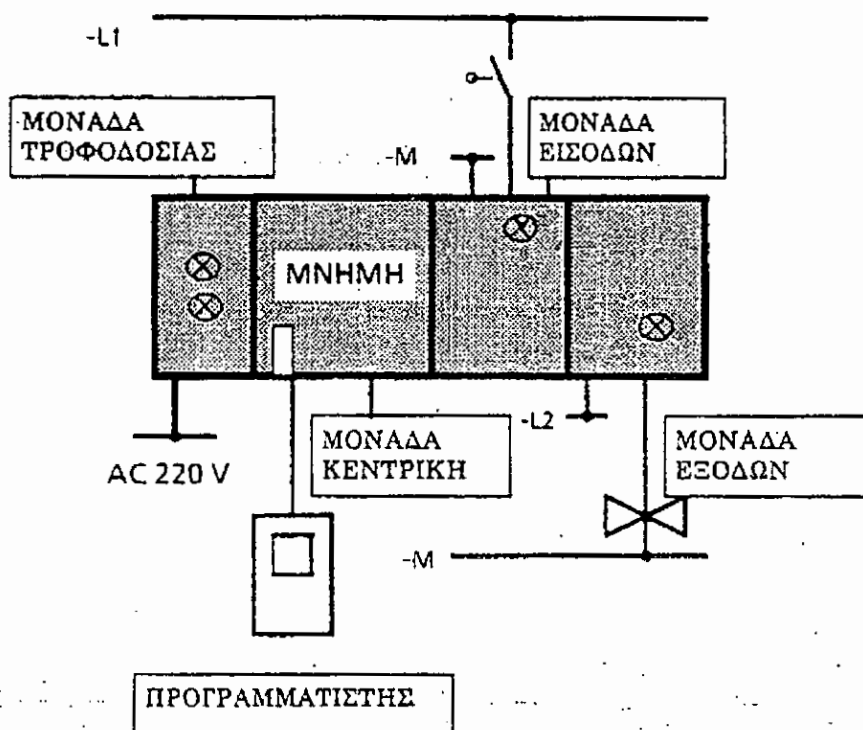 -L1
ΜΟΝΑΔΑ
ΤΡΟΦΟΔΟΣΙΑΣ
-M
ΜΟΝΑΔΑ
ΕΙΣΟΔΩΝ
ΜΝΗΜΗ
AC 220 V
ΜΟΝΑΔΑ
ΚΕΝΤΡΙΚΗ
-L2
ΜΟΝΑΔΑ
ΕΞΟΔΩΝ
-M
ΠΡΟΓΡΑΜΜΑΤΙΣΤΗΣ